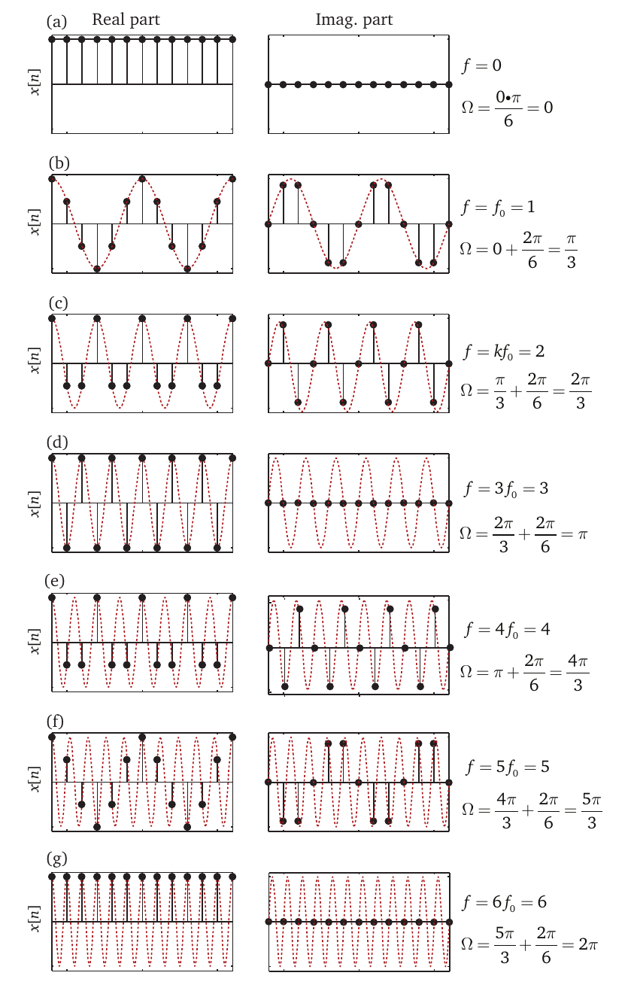 (a) Real part Imag. part
x[n]
f = 0
Ω = 0•π/6 = 0
(b)
x[n]
f = f₀ = 1
Ω = 0 + 2π/6 = π/3
(c)
x[n]
f = kf₀ = 2
Ω = π/3 + 2π/6 = 2π/3
(d)
x[n]
f = 3f₀ = 3
Ω = 2π/3 + 2π/6 = π
(e)
x[n]
f = 4f₀ = 4
Ω = π + 2π/6 = 4π/3
(f)
x[n]
f = 5f₀ = 5
Ω = 4π/3 + 2π/6 = 5π/3
(g)
x[n]
f = 6f₀ = 6
Ω = 5π/3 + 2π/6 = 2π